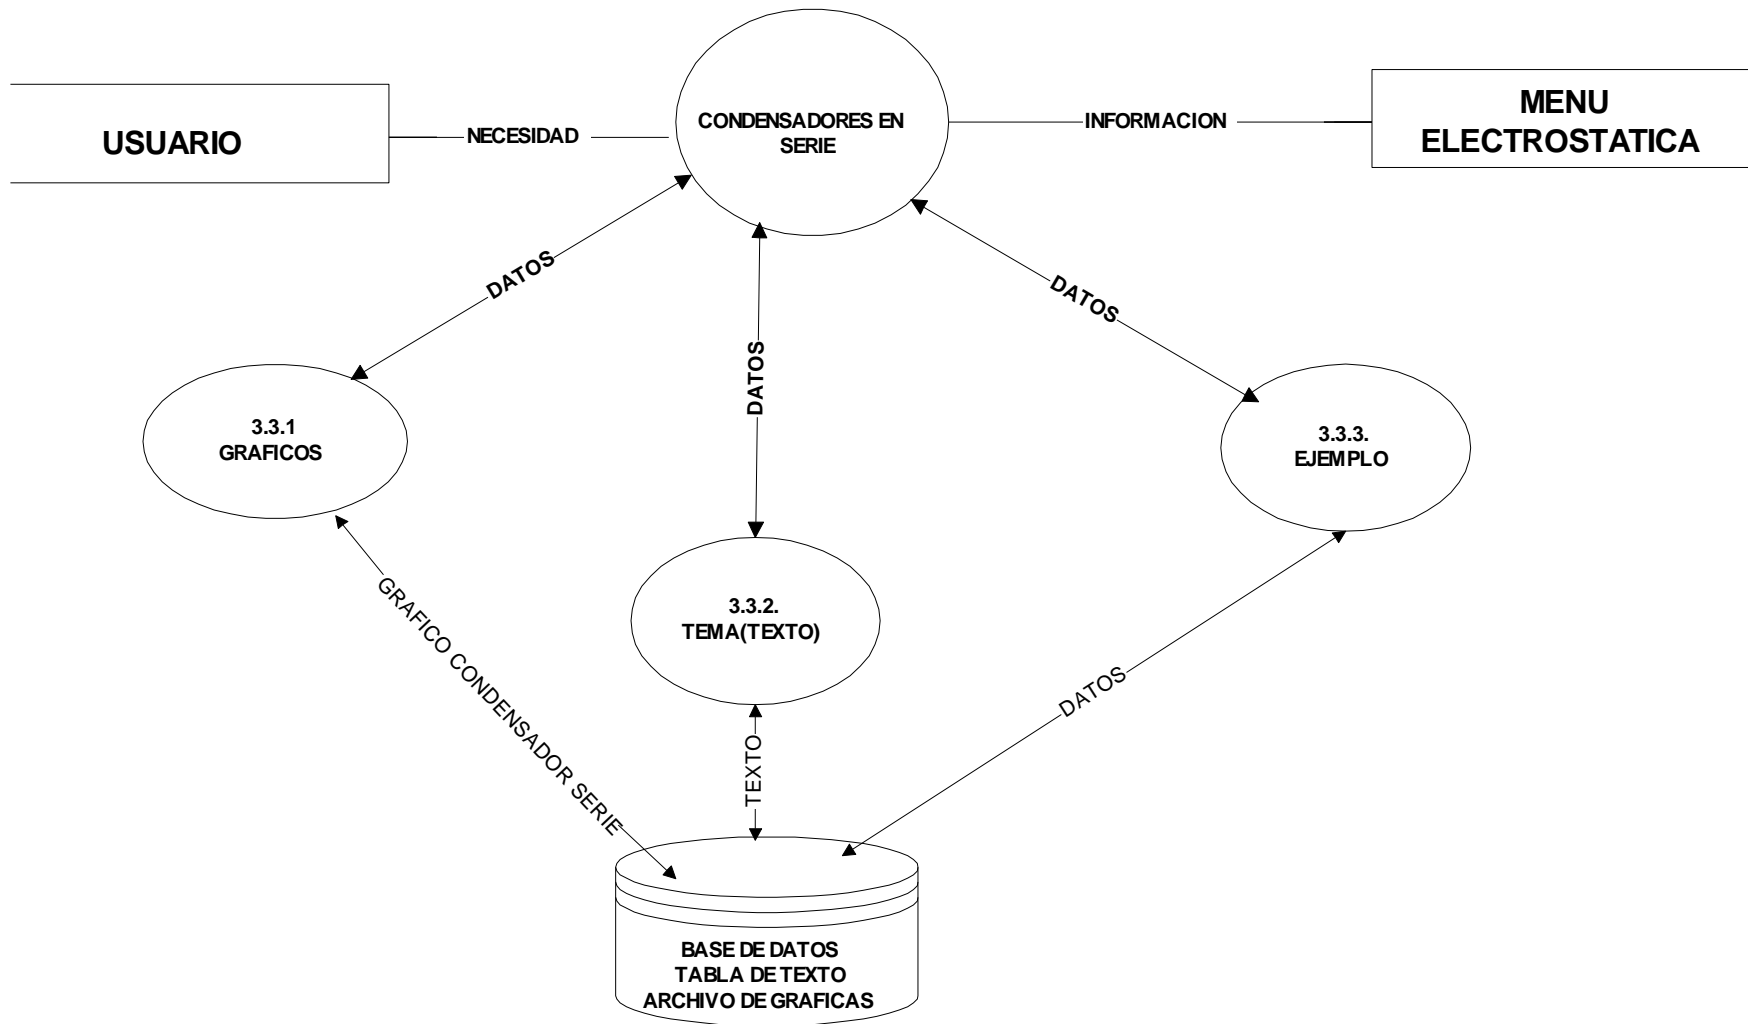 USUARIO
NECESIDAD
CONDENSADORES EN
SERIE
INFORMACION
MENU
ELECTROSTATICA
DATOS
DATOS
DATOS
3.3.1
GRAFICOS
3.3.3.
EJEMPLO
3.3.2.
TEMA(TEXTO)
GRAFICO CONDENSADOR SERIE
TEXTO
DATOS
BASE DE DATOS
TABLA DE TEXTO
ARCHIVO DE GRAFICAS